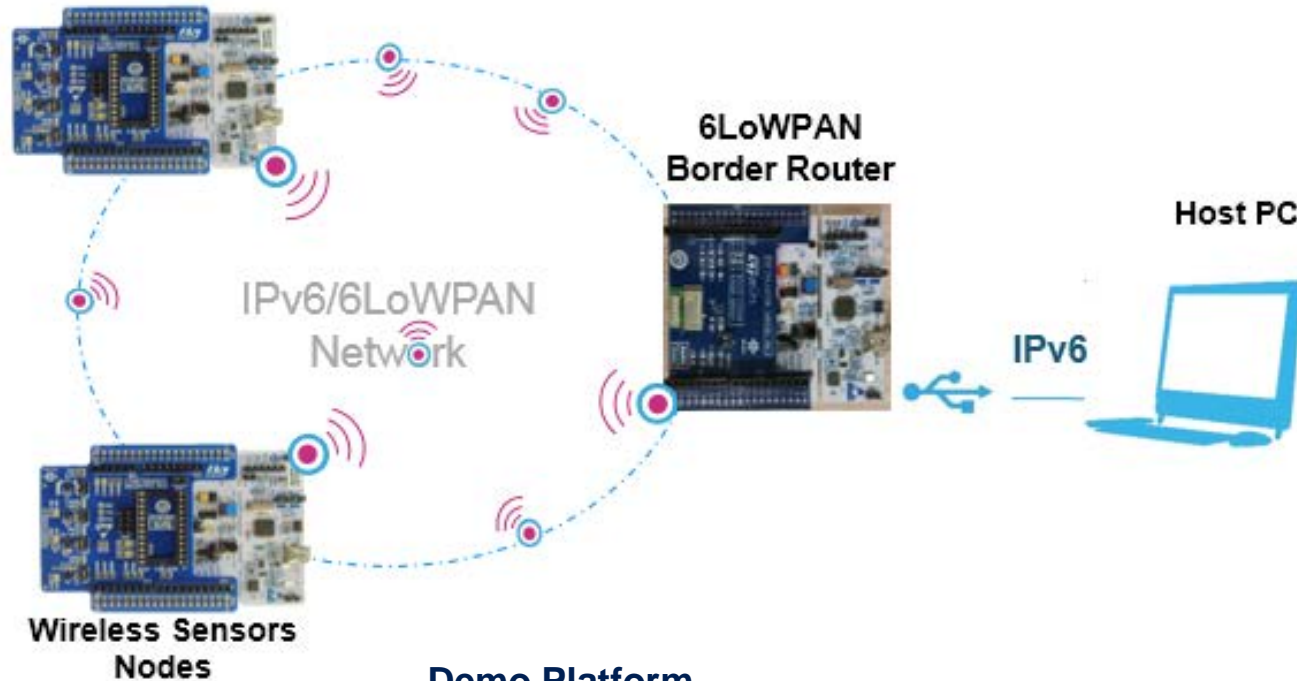 6LoWPAN
Border Router
Host PC
IPv6/6LoWPAN
Network
IPv6
Wireless Sensors
Nodes
Demo Platform